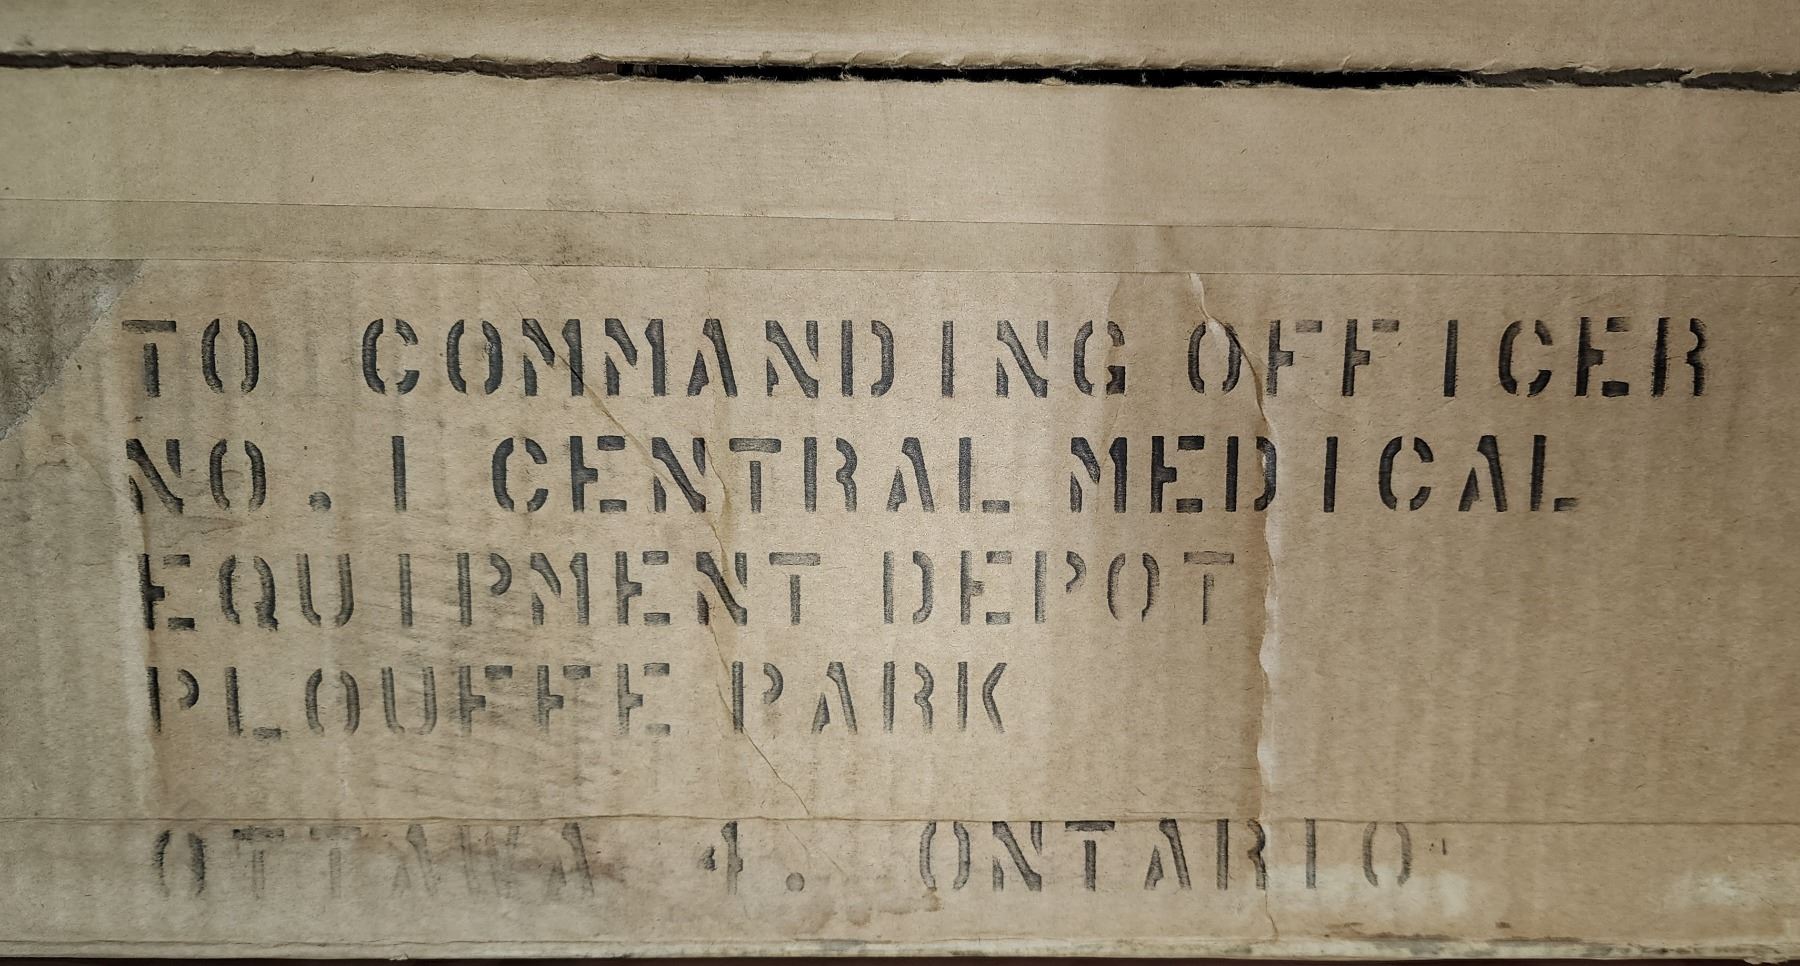 TO COMMANDING OFFICER
NO. 1 CENTRAL MEDICAL
EQUIPMENT DEPOT
PLOUFFE PARK
OTTAWA 4. ONTARIO